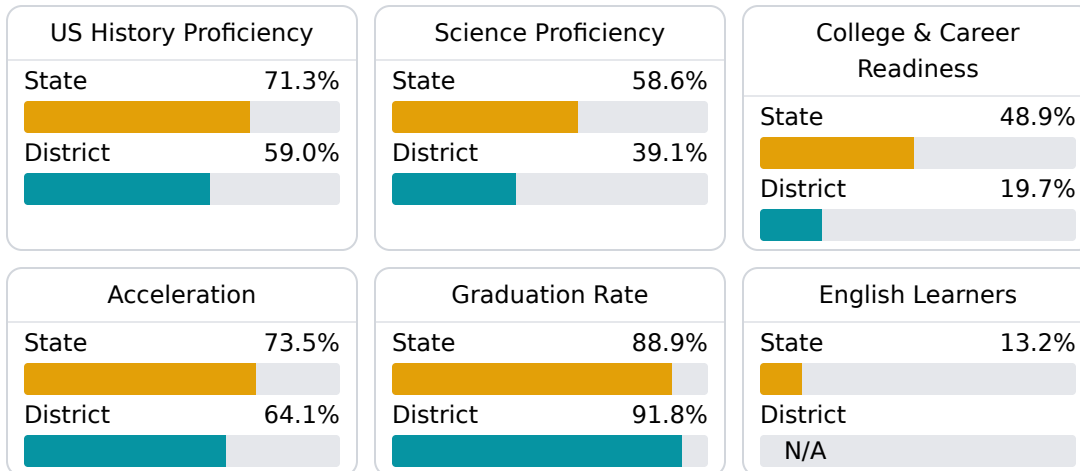 US History Proficiency
State 71.3%
District 59.0%
Science Proficiency
State 58.6%
District 39.1%
College & Career
Readiness
State 48.9%
District 19.7%
Acceleration
State 73.5%
District 64.1%
Graduation Rate
State 88.9%
District 91.8%
English Learners
State 13.2%
District
N/A